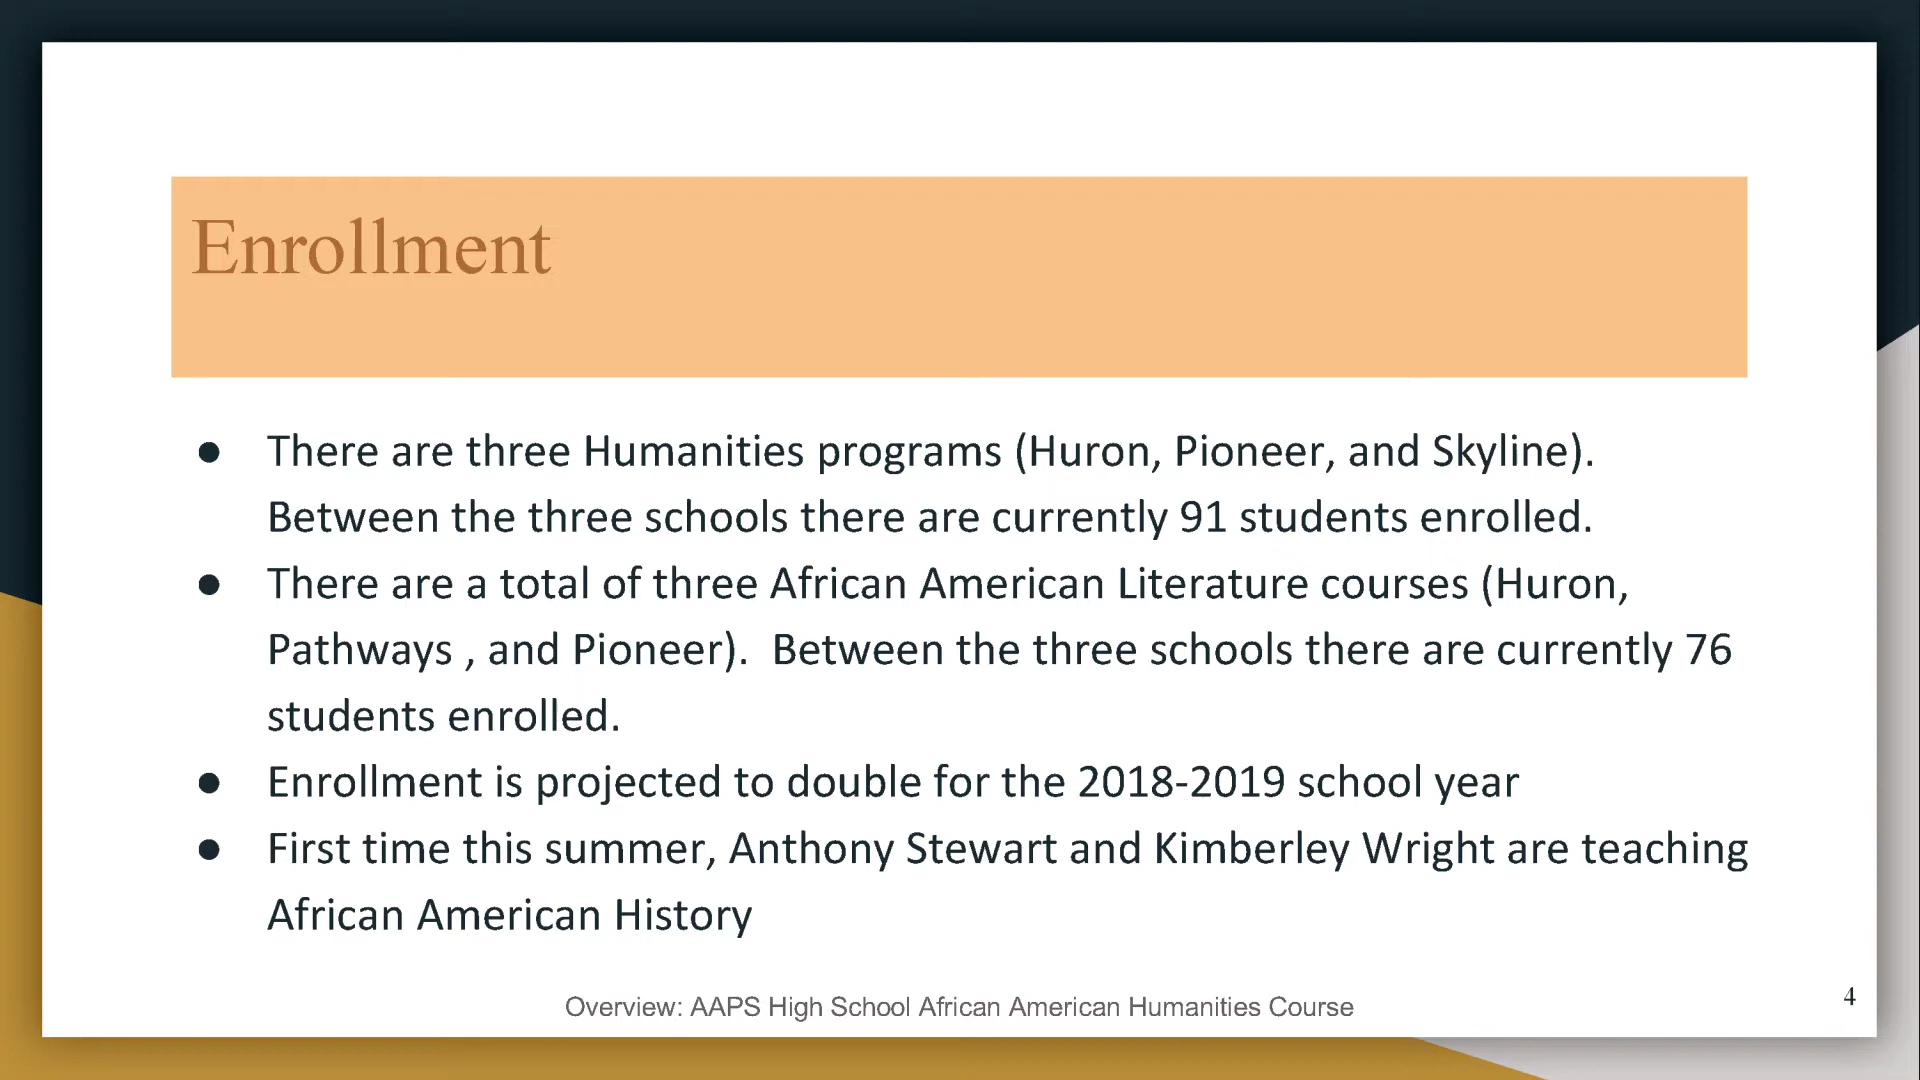 Enrollment
● There are three Humanities programs (Huron, Pioneer, and Skyline).
Between the three schools there are currently 91 students enrolled.
● There are a total of three African American Literature courses (Huron,
Pathways , and Pioneer).  Between the three schools there are currently 76
students enrolled.
● Enrollment is projected to double for the 2018-2019 school year
● First time this summer, Anthony Stewart and Kimberley Wright are teaching
African American History
Overview: AAPS High School African American Humanities Course
4